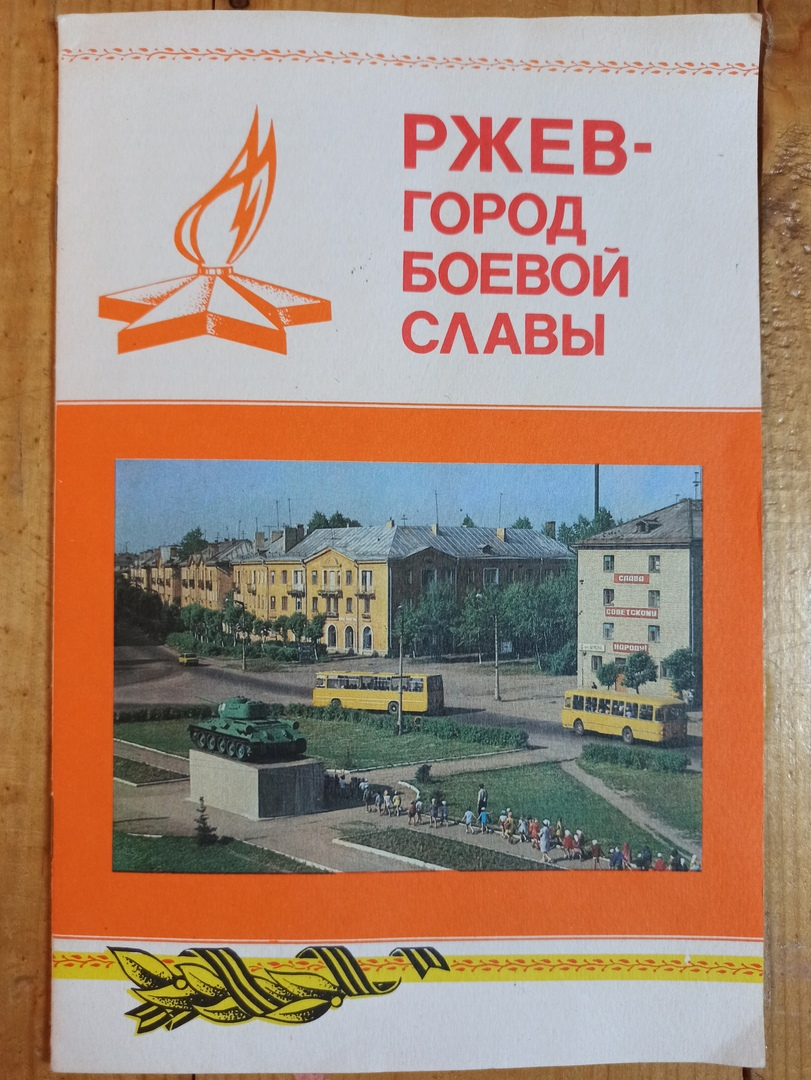 РЖЕВ-
ГОРОД
БОЕВОЙ
СЛАВЫ
СЛАВА
СОВЕТСКОМУ
НАРОДУ!